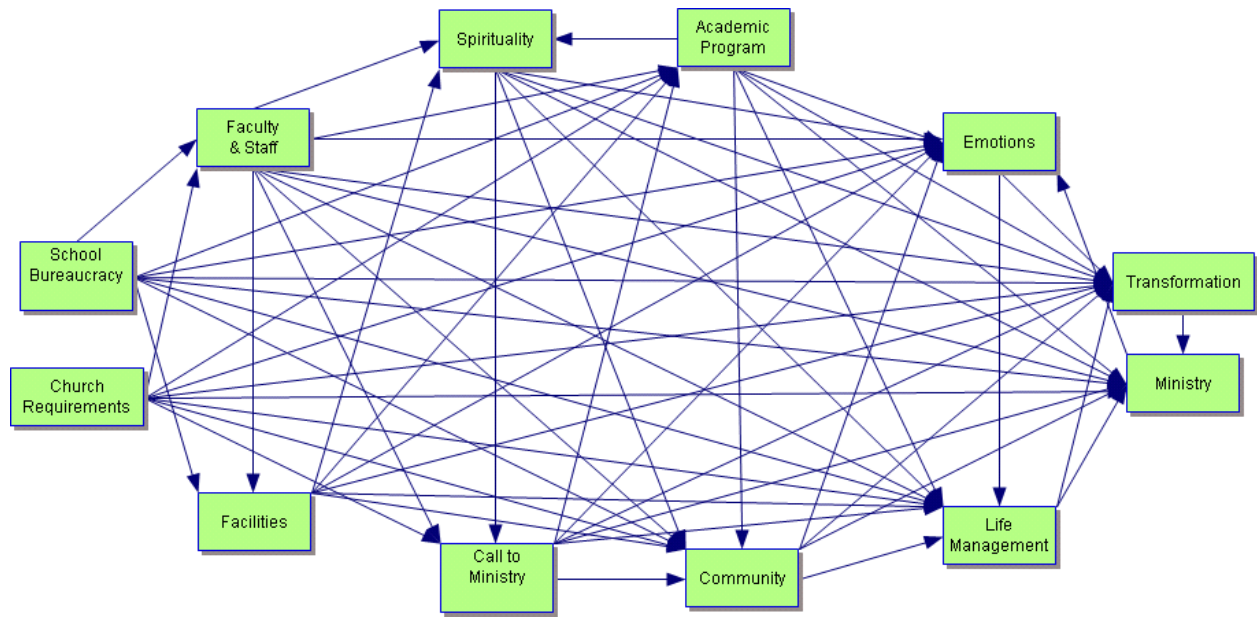 Spirituality
Academic
Program
Faculty
& Staff
Emotions
School
Bureaucracy
Transformation
Church
Requirements
Ministry
Facilities
Call to
Ministry
Community
Life
Management